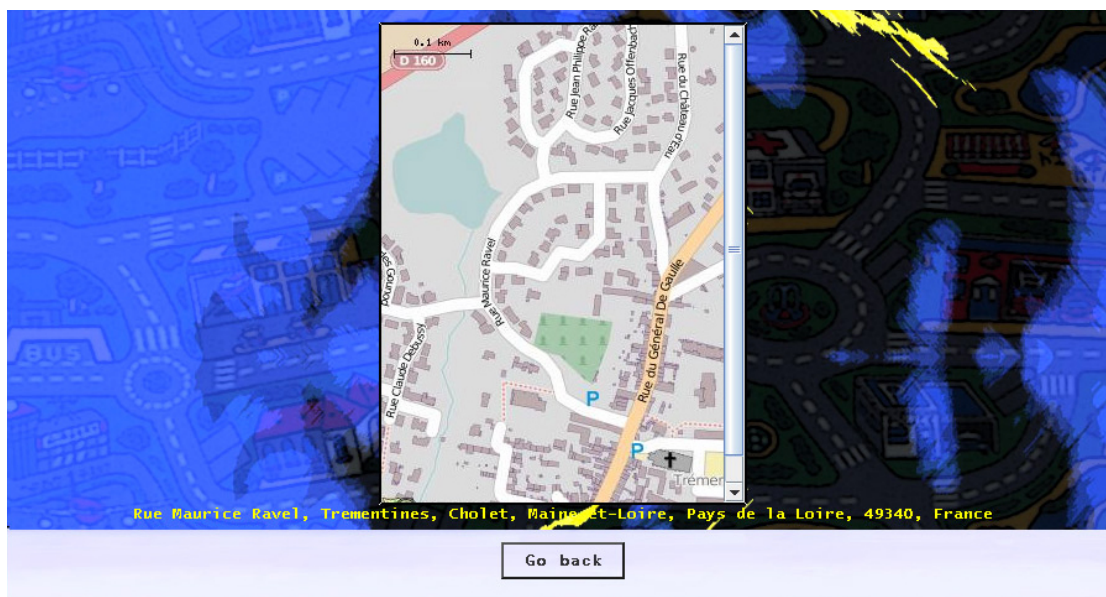 0.1 km
D 160
Rue Jean Philippe Ra
Rue Jacques Offenbach
Rue du Château d'Eau
Rue Maurice Ravel
Rue du Général De Gaulle
Gounod
Rue Claude Debussy
BUS
P
P
Trémen
Rue Maurice Ravel, Trementines, Cholet, Maine-et-Loire, Pays de la Loire, 49340, France
Go back